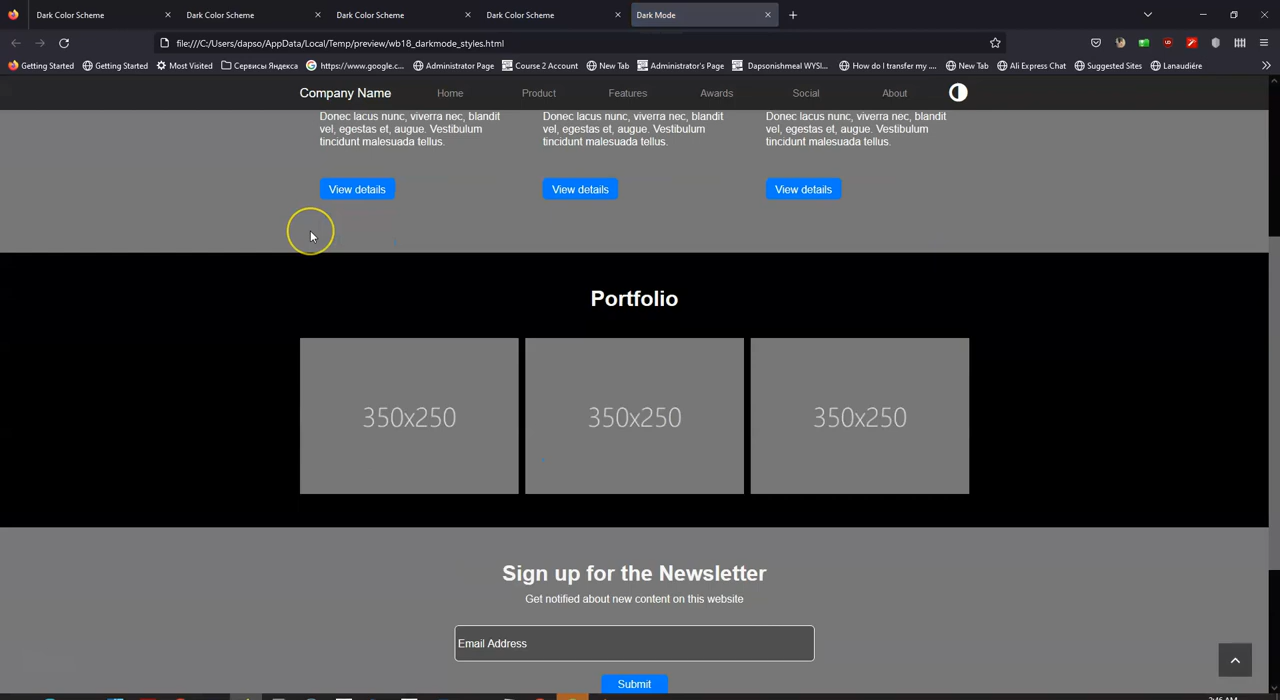 Dark Color Scheme
Dark Color Scheme
Dark Color Scheme
Dark Color Scheme
Dark Mode
file:///C:/Users/dapso/AppData/Local/Temp/preview/wb18_darkmode_styles.html
Getting Started
Getting Started
Most Visited
Сервисы Яндекса
https://www.google.c...
Administrator Page
Course 2 Account
New Tab
Administrator's Page
Dapsonishmeal WYSI...
How do I transfer my ....
New Tab
Ali Express Chat
Suggested Sites
Lanaudière
Company Name
Home
Product
Features
Awards
Social
About
Donec lacus nunc, viverra nec, blandit
vel, egestas et, augue. Vestibulum
tincidunt malesuada tellus.
Donec lacus nunc, viverra nec, blandit
vel, egestas et, augue. Vestibulum
tincidunt malesuada tellus.
Donec lacus nunc, viverra nec, blandit
vel, egestas et, augue. Vestibulum
tincidunt malesuada tellus.
View details
View details
View details
Portfolio
350x250
350x250
350x250
Sign up for the Newsletter
Get notified about new content on this website
Email Address
Submit